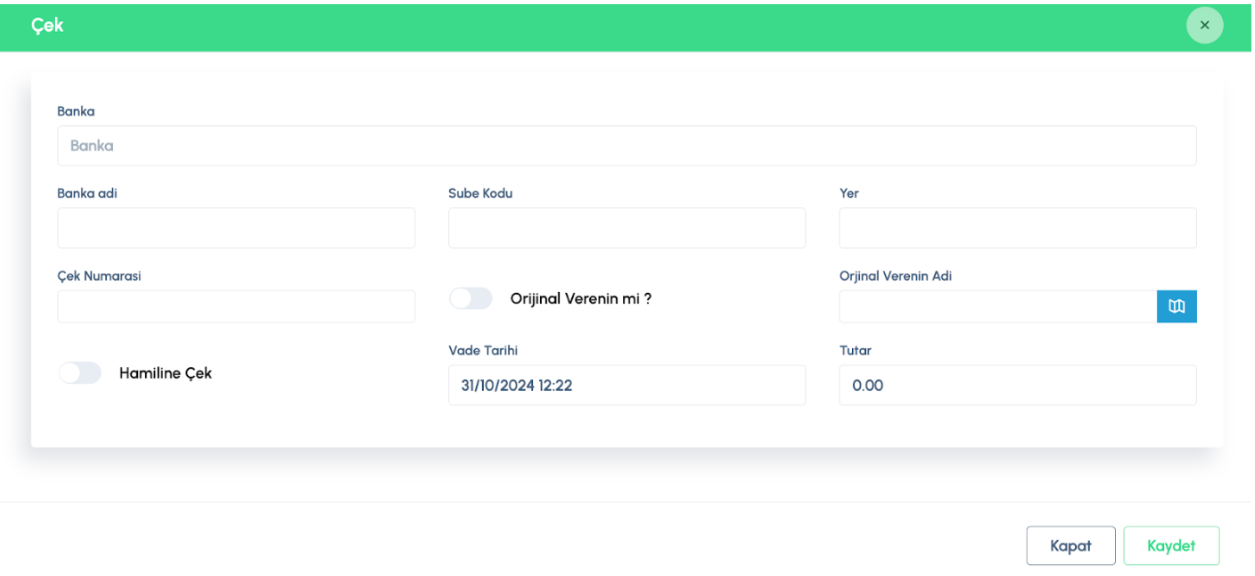 Çek
Banka
Banka
Banka adi
Sube Kodu
Yer
Çek Numarasi
Orijinal Verenin mi ?
Orjinal Verenin Adi
Hamiline Çek
Vade Tarihi
31/10/2024 12:22
Tutar
0.00
Kapat
Kaydet